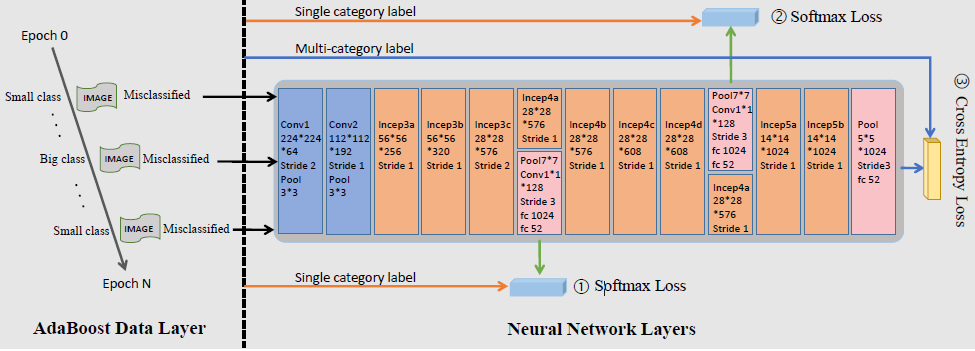 Epoch 0
Small class
IMAGE
Misclassified
Big class
IMAGE
Misclassified
Small class
IMAGE
Misclassified
Epoch N
AdaBoost Data Layer
Single category label
② Softmax Loss
Multi-category label
Conv1
224*224
*64
Stride 2
Pool
3*3
Conv2
112*112
*192
Stride 1
Pool
3*3
Incep3a
56*56
*256
Stride 1
Incep3b
56*56
*320
Stride 1
Incep3c
28*28
*576
Stride 2
Incep4a
28*28
*576
Stride 1
Pool7*7
Conv1*1
*128
Stride 3
fc 1024
fc 52
Incep4b
28*28
*576
Stride 1
Incep4c
28*28
*608
Stride 1
Incep4d
28*28
*608
Stride 1
Pool7*7
Conv1*1
*128
Stride 3
fc 1024
fc 52
Incep4a
28*28
*576
Stride 1
Incep5a
14*14
*1024
Stride 1
Incep5b
14*14
*1024
Stride 1
Pool
5*5
*1024
Stride3
fc 52
③ Cross Entropy Loss
Single category label
① Softmax Loss
Neural Network Layers